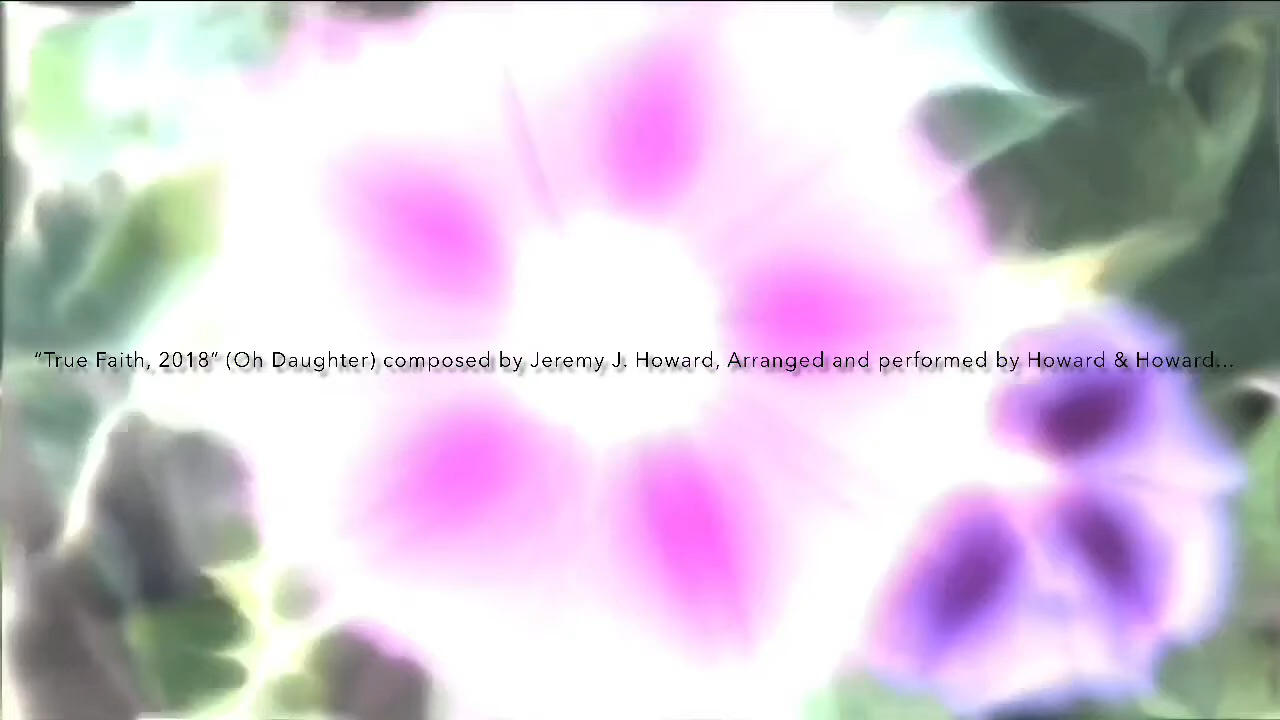 “True Faith, 2018” (Oh Daughter) composed by Jeremy J. Howard, Arranged and performed by Howard & Howard...